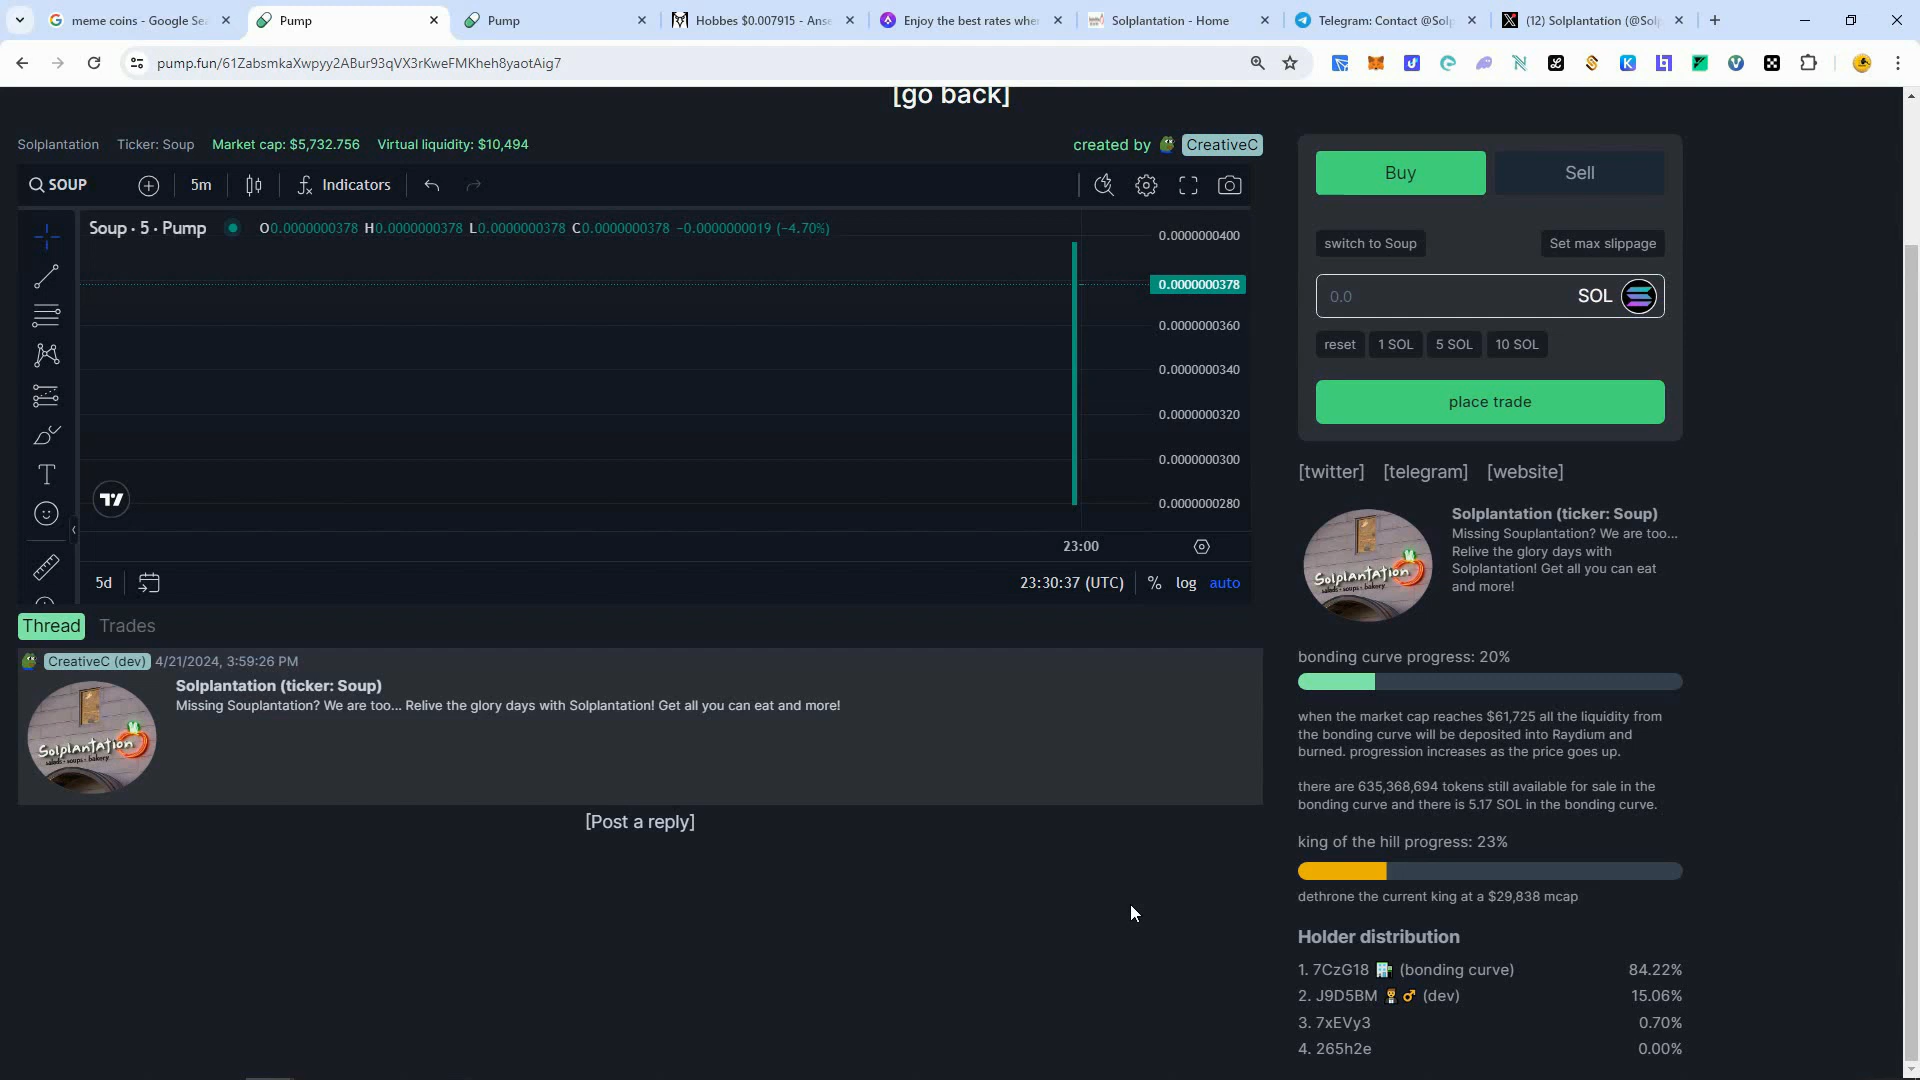 meme coins - Google Se
Pump
Pump
Hobbes $0.007915 - Anse
Enjoy the best rates whe
Solplantation - Home
Telegram: Contact @Solp
(12) Solplantation (@Sol
pump.fun/61ZabsmkaXwpyy2ABur93qVX3rKweFMKheh8yaotAig7
[go back]
Solplantation Ticker: Soup Market cap: $5,732.756 Virtual liquidity: $10,494
created by CreativeC
SOUP 5m Indicators
Soup · 5 · Pump O0.0000000378 H0.0000000378 L0.0000000378 C0.0000000378 −0.0000000019 (−4.70%)
0.0000000400
0.0000000378
0.0000000360
0.0000000340
0.0000000320
0.0000000300
0.0000000280
23:00
5d
23:30:37 (UTC) % log auto
Thread Trades
CreativeC (dev) 4/21/2024, 3:59:26 PM
Solplantation (ticker: Soup)
Missing Souplantation? We are too... Relive the glory days with Solplantation! Get all you can eat and more!
Solplantation
salads · soups · bakery
[Post a reply]
Buy Sell
switch to Soup Set max slippage
0.0 SOL
reset 1 SOL 5 SOL 10 SOL
place trade
[twitter] [telegram] [website]
Solplantation
salads · soups · bakery
Solplantation (ticker: Soup)
Missing Souplantation? We are too...
Relive the glory days with
Solplantation! Get all you can eat
and more!
bonding curve progress: 20%
when the market cap reaches $61,725 all the liquidity from
the bonding curve will be deposited into Raydium and
burned. progression increases as the price goes up.
there are 635,368,694 tokens still available for sale in the
bonding curve and there is 5.17 SOL in the bonding curve.
king of the hill progress: 23%
dethrone the current king at a $29,838 mcap
Holder distribution
1. 7CzG18 (bonding curve) 84.22%
2. J9D5BM (dev) 15.06%
3. 7xEVy3 0.70%
4. 265h2e 0.00%